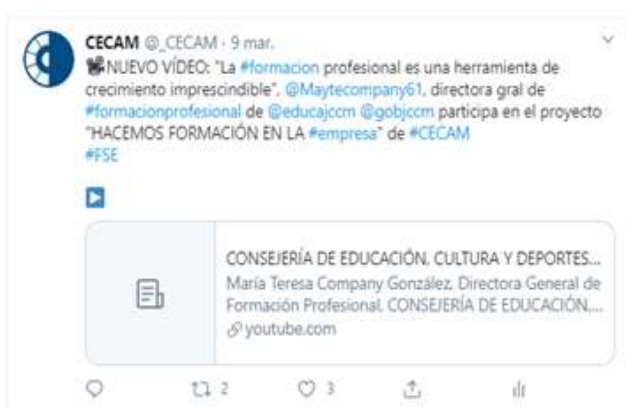 CECAM @_CECAM · 9 mar.
NUEVO VÍDEO: "La #formacion profesional es una herramienta de
crecimiento imprescindible", @Maytecompany61, directora gral de
#formacionprofesional de @educajccm @gobjccm participa en el proyecto
"HACEMOS FORMACIÓN EN LA #empresa" de #CECAM
#FSE
CONSEJERÍA DE EDUCACIÓN, CULTURA Y DEPORTES...
María Teresa Company González. Directora General de
Formación Profesional. CONSEJERÍA DE EDUCACIÓN,...
youtube.com
2 3